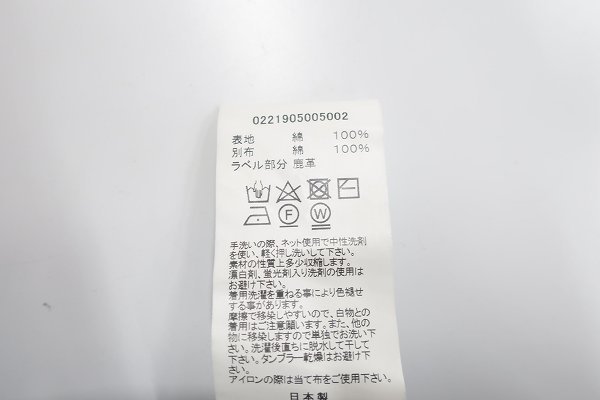 0221905005002
表地 綿 100%
別布 綿 100%
ラベル部分 鹿革
F W
手洗いの際、ネット使用で中性洗剤
を使い、軽く押し洗いして下さい。
素材の性質上多少収縮します。
漂白剤、蛍光剤入り洗剤の使用は
お避け下さい。
着用洗濯を重ねる事により色褪せ
する事があります。
摩擦で移染しやすいので、白物との
着用はご注意願います。また、他の
物に移染しますので単独でお洗い下
さい。洗濯後直ちに脱水して干して
下さい。タンブラー乾燥はお避け下
さい。
アイロンの際は当て布をご使用下さい。
日本製